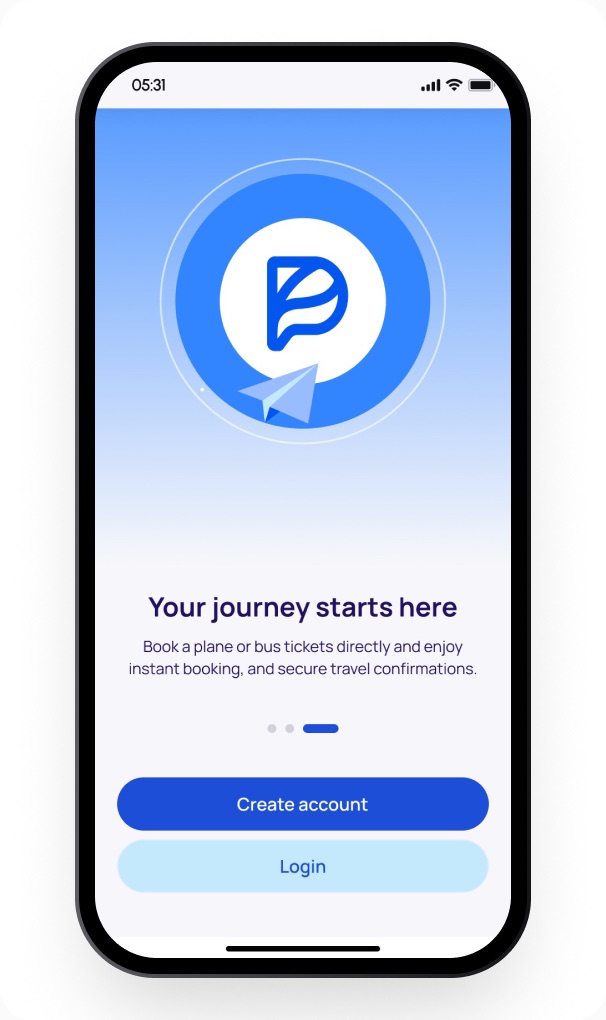 05:31
Your journey starts here
Book a plane or bus tickets directly and enjoy
instant booking, and secure travel confirmations.
Create account
Login